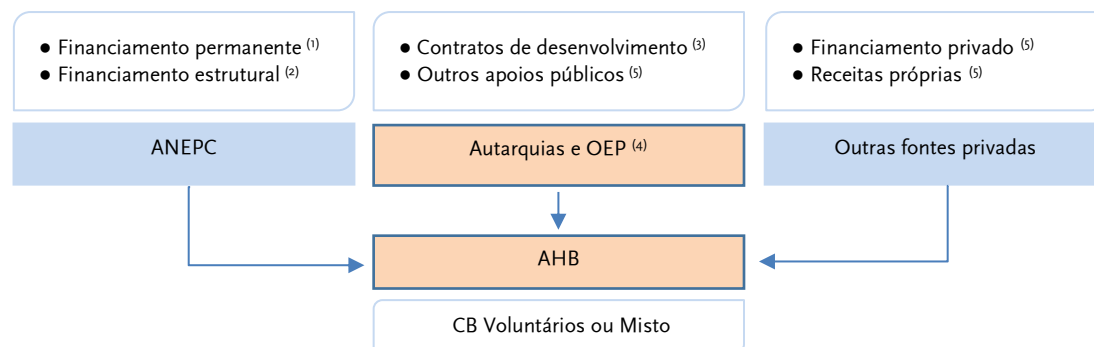 ● Financiamento permanente (1)
● Financiamento estrutural (2)
● Contratos de desenvolvimento (3)
● Outros apoios públicos (5)
● Financiamento privado (5)
● Receitas próprias (5)
ANEPC
Autarquias e OEP (4)
Outras fontes privadas
AHB
CB Voluntários ou Misto